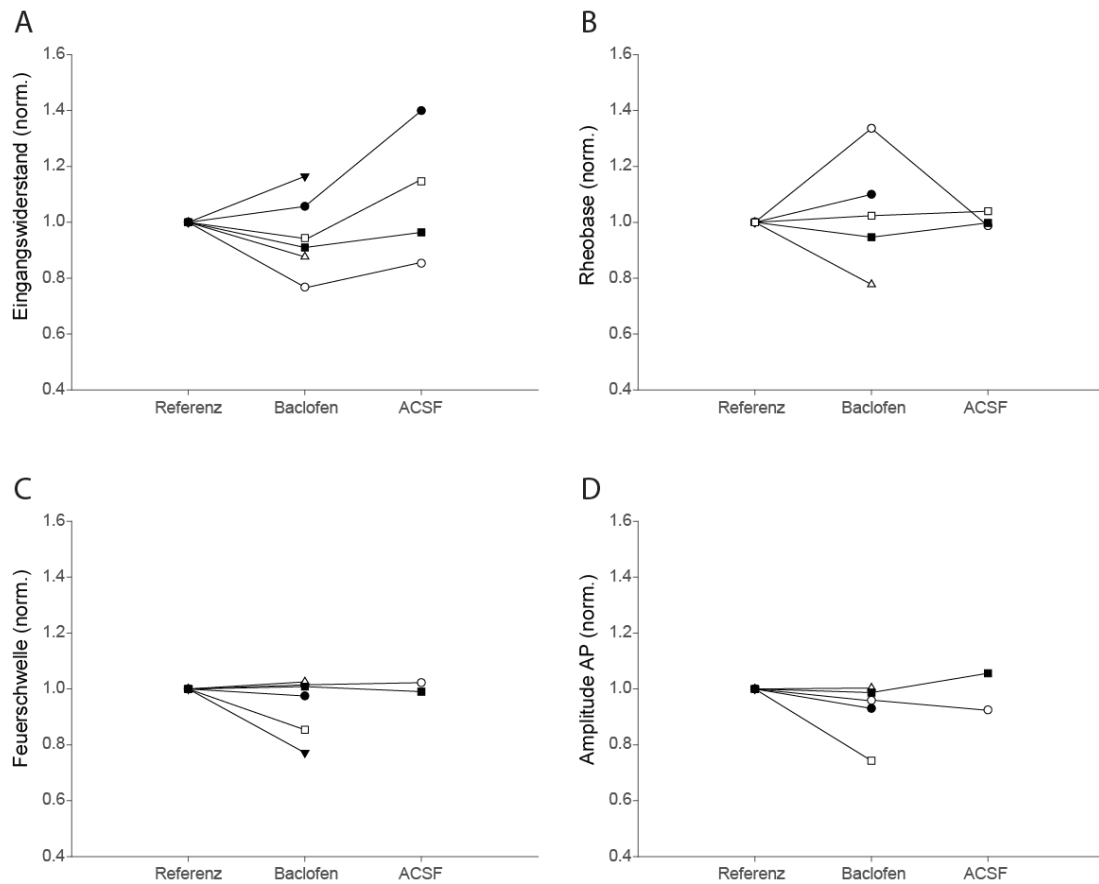 A
Eingangswiderstand (norm.)
1.6
1.4
1.2
1.0
0.8
0.6
0.4
Referenz Baclofen ACSF
B
Rheobase (norm.)
1.6
1.4
1.2
1.0
0.8
0.6
0.4
Referenz Baclofen ACSF
C
Feuerschwelle (norm.)
1.6
1.4
1.2
1.0
0.8
0.6
0.4
Referenz Baclofen ACSF
D
Amplitude AP (norm.)
1.6
1.4
1.2
1.0
0.8
0.6
0.4
Referenz Baclofen ACSF